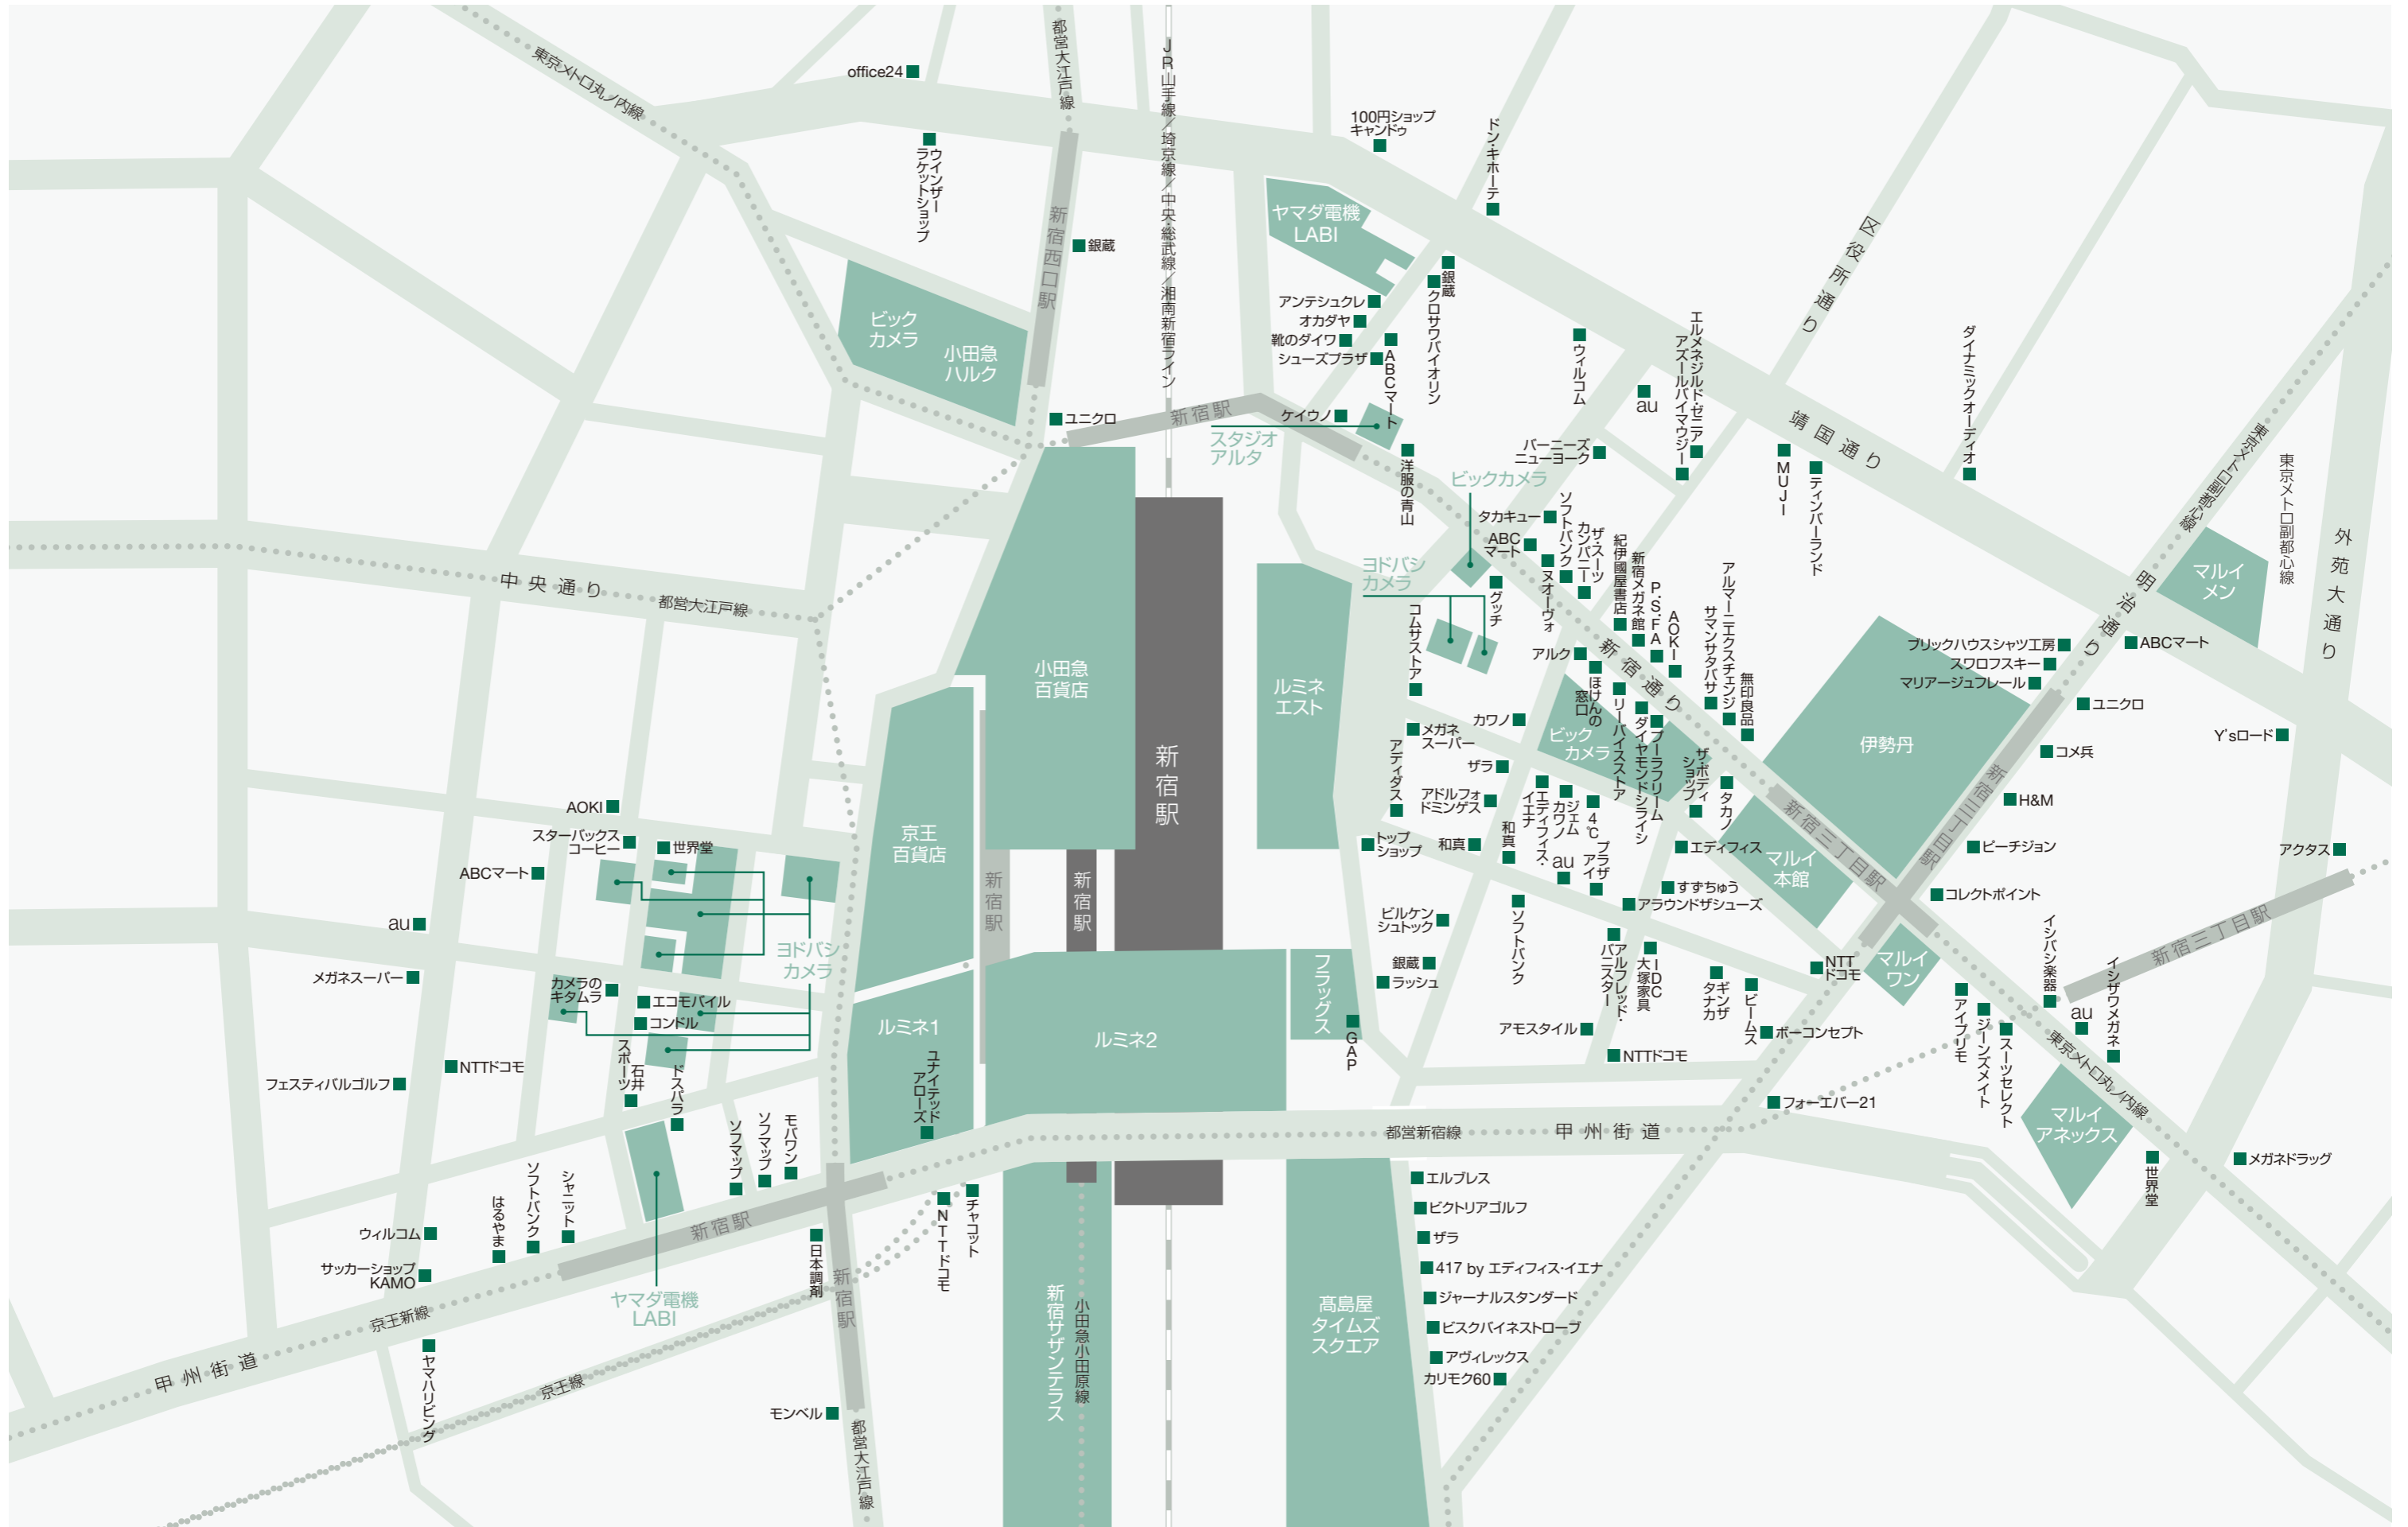 東京メトロ丸ノ内線
都営大江戸線
JR山手線／埼京線／中央・総武線／湘南新宿ライン
office24
ウインザー
ラケットショップ
新宿西口駅
銀蔵
100円ショップ
キャンドゥ
ドン・キホーテ
ヤマダ電機
LABI
銀蔵
クロサワバイオリン
アンテシュクレ
オカダヤ
靴のダイワ
シューズプラザ
ABCマート
区役所通り
ビック
カメラ
小田急
ハルク
ユニクロ
新宿駅
ケイウノ
スタジオ
アルタ
洋服の青山
ウィルコム
au
エルメネジルド・ゼニア
アズールバイマウジー
ダイナミックオーディオ
靖国通り
バーニーズ
ニューヨーク
MUJI
ティンバーランド
東京メトロ副都心線
東京メトロ副都心線
外苑大通り
ビックカメラ
タカキュー
ABC
マート
ヌオーヴォ
ソフトバンク
ザ・スーツ
カンパニー
紀伊國屋書店
新宿メガネ館
P.S.FA
AOKI
アルマーニエクスチェンジ
サマンサタバサ
無印良品
マルイ
メン
明治通り
ABCマート
ヨドバシ
カメラ
グッチ
コムサストア
アルク
ほけんの
窓口
新宿通り
リーバイスストア
ダイヤモンドシライシ
プーラフリーム
ザ・ボディ
ショップ
タカノ
ブリックハウスシャツ工房
スワロフスキー
マリアージュフレール
ユニクロ
Y'sロード
コメ兵
伊勢丹
H&M
ピーチジョン
アクタス
コレクトポイント
新宿三丁目駅
新宿三丁目駅
新宿三丁目駅
中央通り
都営大江戸線
小田急
百貨店
新宿駅
ルミネ
エスト
メガネ
スーパー
カワノ
ビック
カメラ
ザラ
アディダス
アドルフォ
ドミンゲス
エディフィス・
イエナ
ジェム
カワノ
4℃
トップ
ショップ
和真
和真
au
プラザ
アイ
エディフィス
マルイ
本館
すずちゅう
アラウンドザシューズ
ビルケン
シュトック
ソフトバンク
銀蔵
ラッシュ
アルフレッド・
バニスター
IDC
大塚家具
ギンザ
タナカ
ビームス
NTT
ドコモ
マルイ
ワン
イシバシ楽器
アイプリモ
ジーンズメイト
スーツセレクト
au
イシザワメガネ
アモスタイル
ボーコンセプト
NTTドコモ
フォーエバー21
東京メトロ丸ノ内線
マルイ
アネックス
世界堂
メガネドラッグ
AOKI
スターバックス
コーヒー
世界堂
ABCマート
au
メガネスーパー
カメラの
キタムラ
エコモバイル
コンドル
ヨドバシ
カメラ
京王
百貨店
新宿駅
新宿駅
フラッグス
GAP
ルミネ1
ルミネ2
ユナイテッド
アローズ
NTTドコモ
フェスティバルゴルフ
石井
スポーツ
ドスパラ
ソフマップ
ソフマップ
モバワン
都営新宿線
甲州街道
シャニット
ソフトバンク
はるやま
ウィルコム
サッカーショップ
KAMO
新宿駅
ヤマダ電機
LABI
日本調剤
新宿駅
NTTドコモ
チャコット
新宿サザンテラス
小田急小田原線
髙島屋
タイムズ
スクエア
エルブレス
ビクトリアゴルフ
ザラ
417 by エディフィス・イエナ
ジャーナルスタンダード
ビスクバイネストローブ
アヴィレックス
カリモク60
京王新線
ヤマハリビング
甲州街道
京王線
モンベル
都営大江戸線